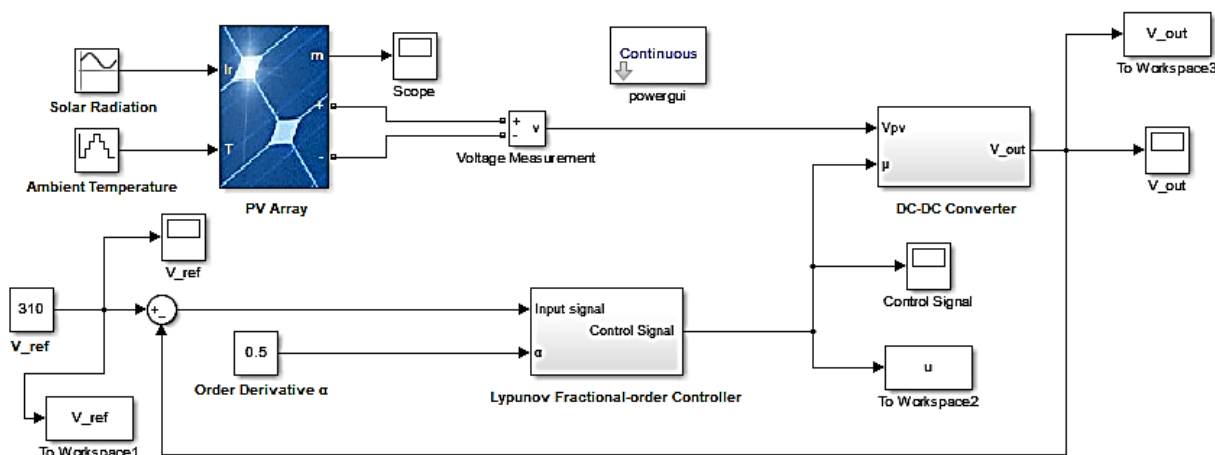 V_out
To Workspace3
Continuous
powergui
m
Scope
Ir
Solar Radiation
+
+
-
v
Vpv
V_out
μ
Voltage Measurement
T
-
Ambient Temperature
PV Array
DC-DC Converter
V_out
V_ref
Control Signal
310
V_ref
+
-
Input signal
Control Signal
α
0.5
Order Derivative α
Lypunov Fractional-order Controller
u
To Workspace2
V_ref
To Workspace1